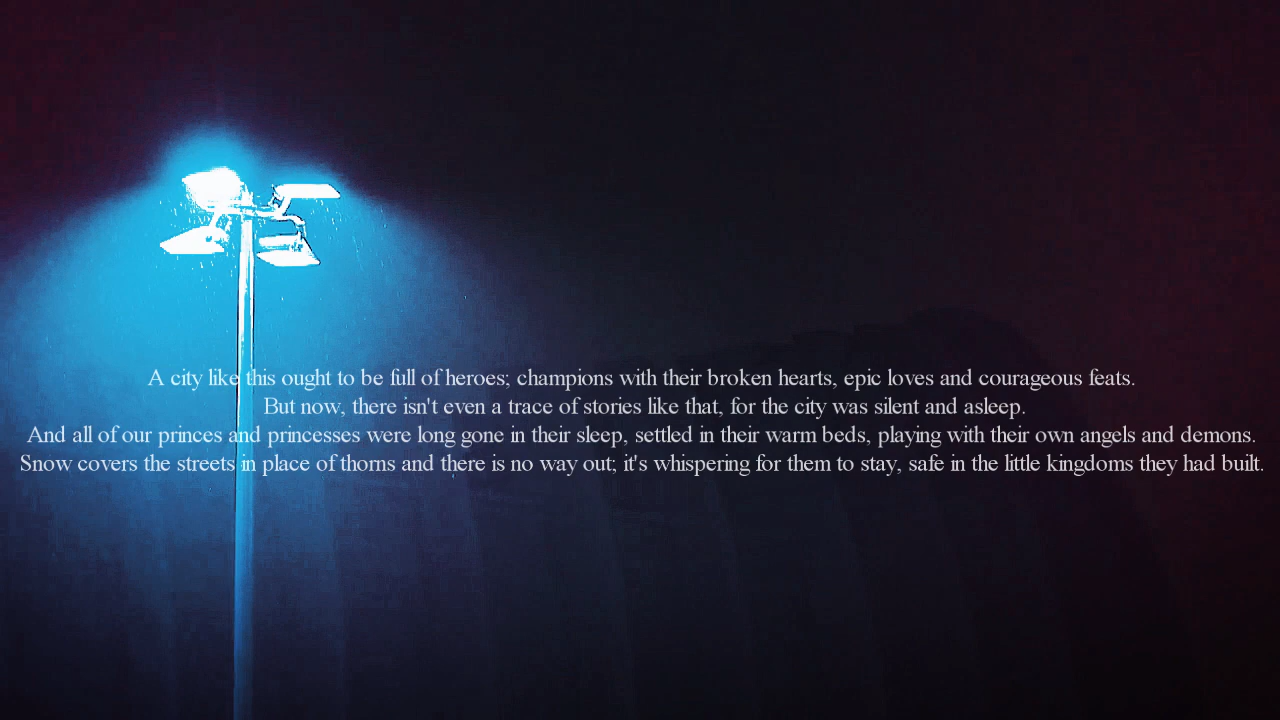 A city like this ought to be full of heroes; champions with their broken hearts, epic loves and courageous feats.
But now, there isn't even a trace of stories like that, for the city was silent and asleep.
And all of our princes and princesses were long gone in their sleep, settled in their warm beds, playing with their own angels and demons.
Snow covers the streets in place of thorns and there is no way out; it's whispering for them to stay, safe in the little kingdoms they had built.